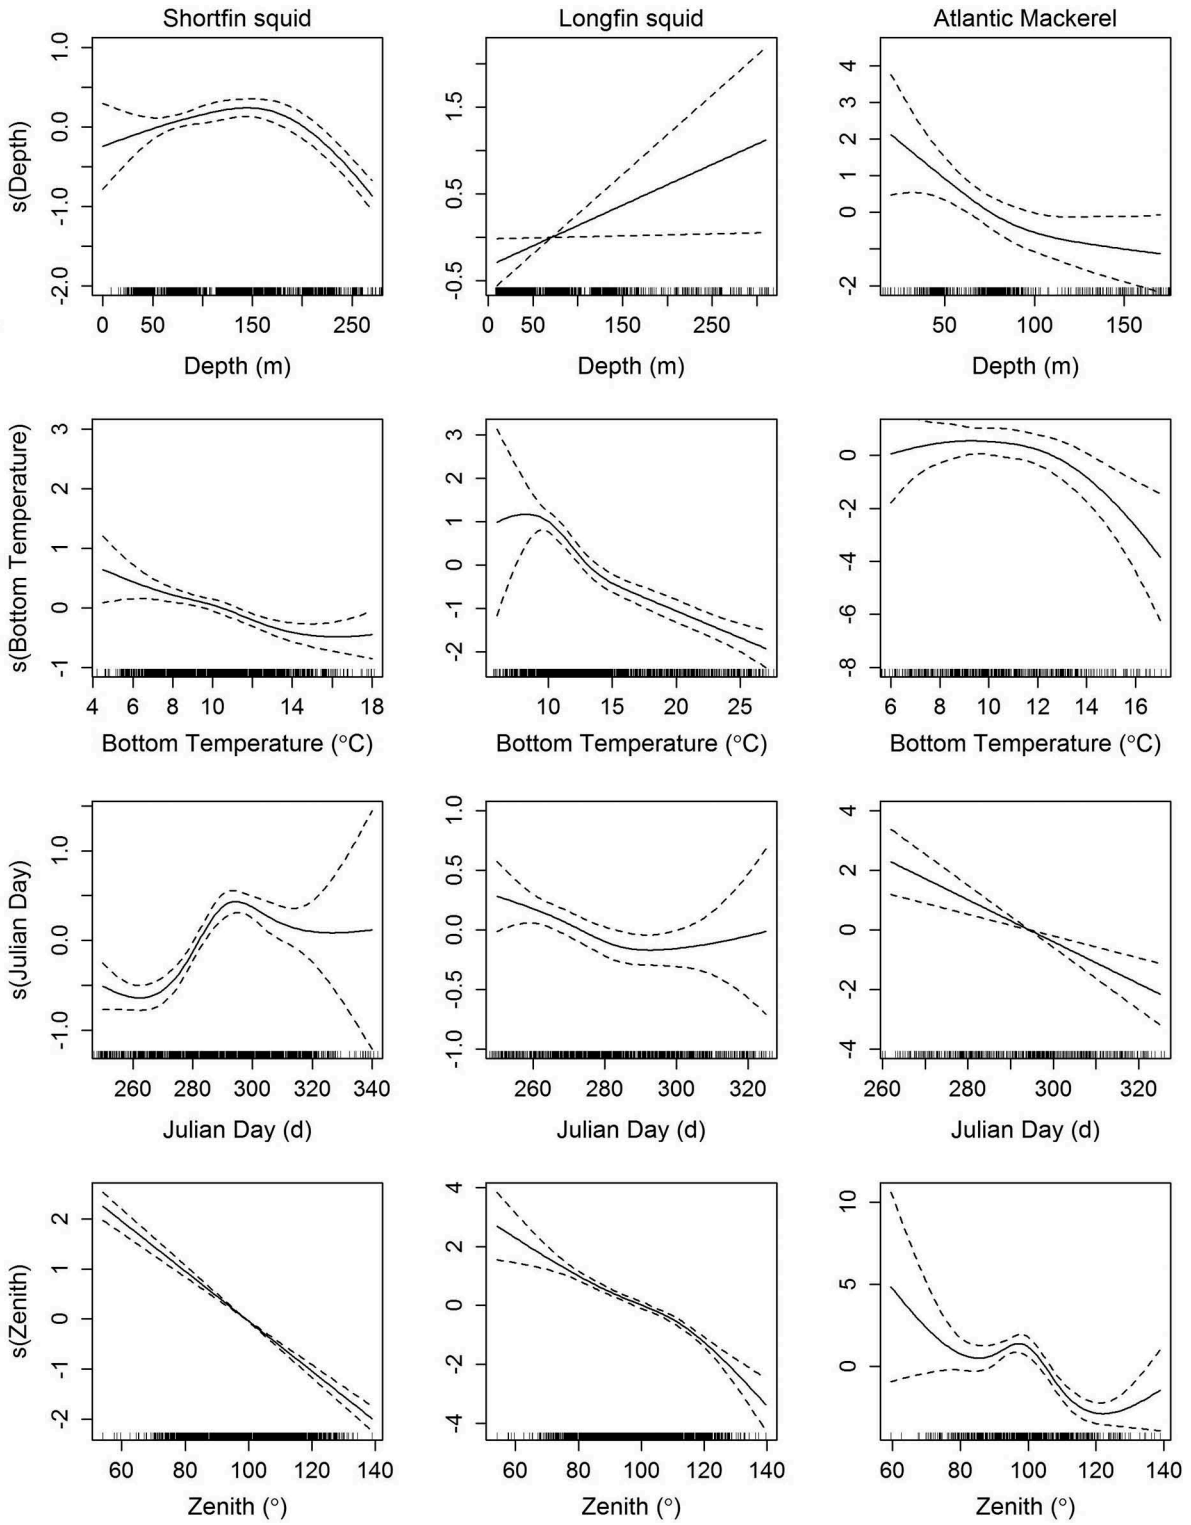 Shortfin squid Longfin squid Atlantic Mackerel
s(Depth)
1.0 0.0 -1.0 -2.0
1.5 0.5 -0.5
4 3 2 1 0 -2
0 50 150 250
0 50 150 250
50 100 150
Depth (m) Depth (m) Depth (m)
s(Bottom Temperature)
3 2 1 0 -1
3 2 1 0 -1 -2
0 -2 -4 -6 -8
4 6 8 10 14 18
10 15 20 25
6 8 10 12 14 16
Bottom Temperature (°C) Bottom Temperature (°C) Bottom Temperature (°C)
s(Julian Day)
1.0 0.0 -1.0
1.0 0.5 0.0 -0.5 -1.0
4 2 0 -2 -4
260 280 300 320 340
260 280 300 320
260 280 300 320
Julian Day (d) Julian Day (d) Julian Day (d)
s(Zenith)
2 1 0 -1 -2
4 2 0 -2 -4
10 5 0
60 80 100 120 140
60 80 100 120 140
60 80 100 120 140
Zenith (°) Zenith (°) Zenith (°)